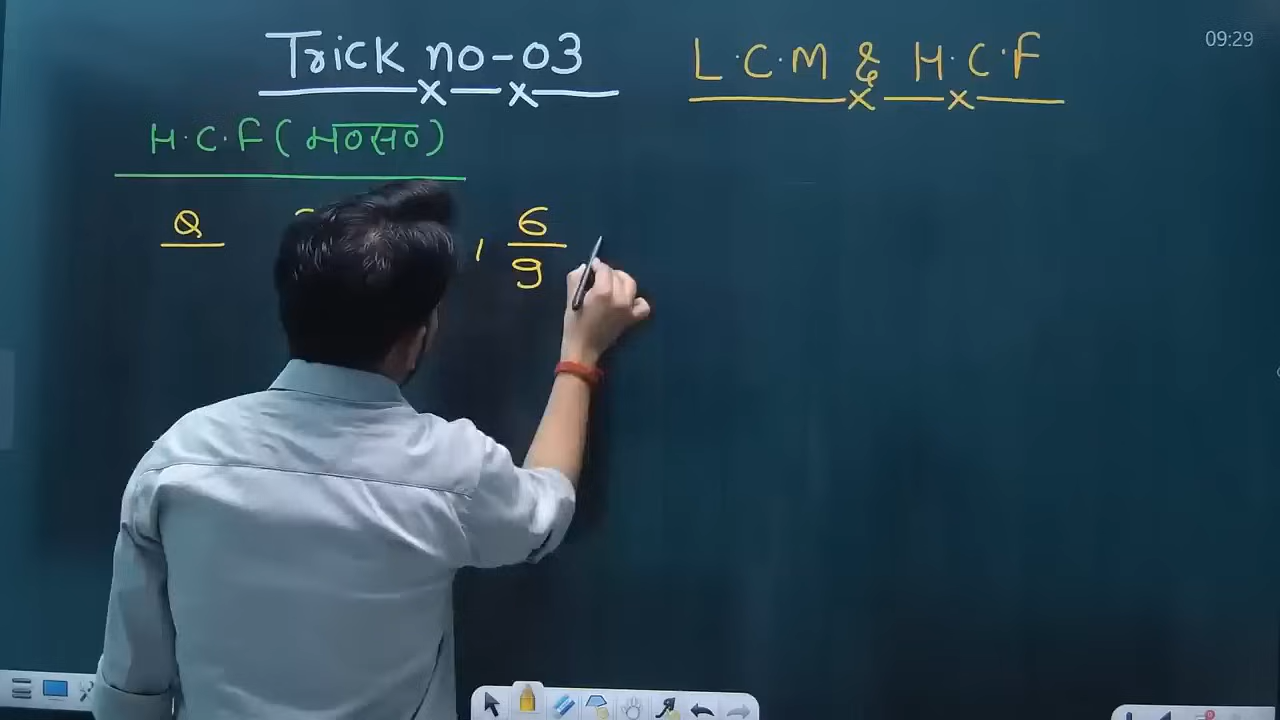 Trick no-03
L.C.M & H.C.F
09:29
H.C.F (म०स०)
Q
, 6/9